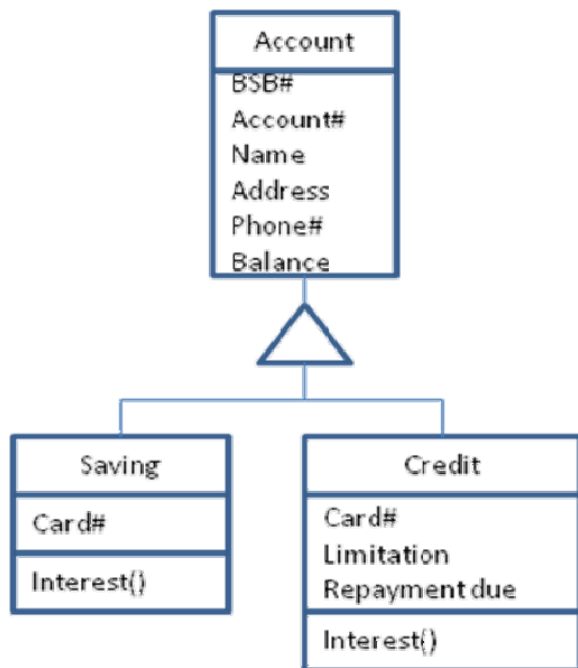 Account
BSB#
Account#
Name
Address
Phone#
Balance
Saving
Card#
Interest()
Credit
Card#
Limitation
Repayment due
Interest()